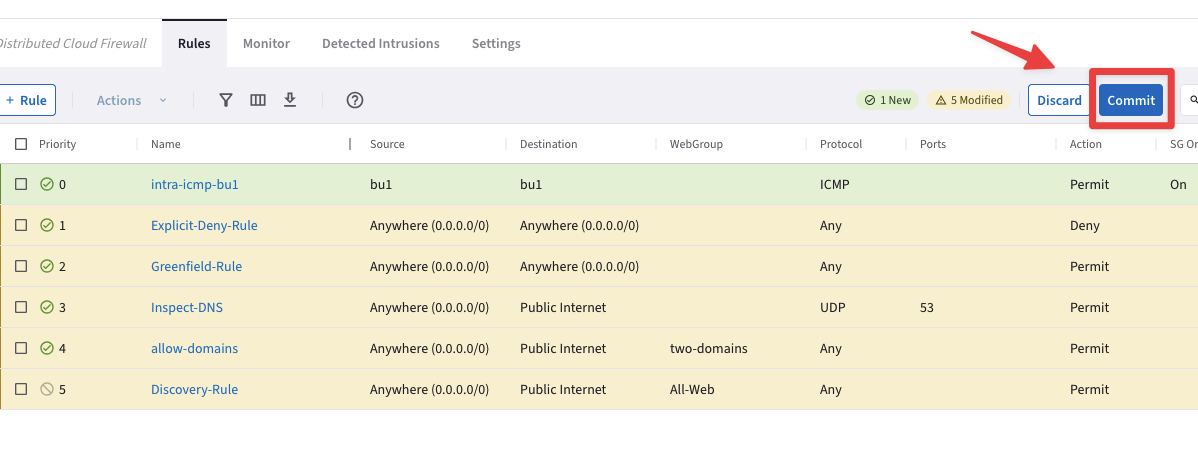 Distributed Cloud Firewall Rules Monitor Detected Intrusions Settings
+ Rule Actions 1 New 5 Modified Discard Commit
Priority Name Source Destination WebGroup Protocol Ports Action SG Or
0 intra-icmp-bu1 bu1 bu1 ICMP Permit On
1 Explicit-Deny-Rule Anywhere (0.0.0.0/0) Anywhere (0.0.0.0/0) Any Deny
2 Greenfield-Rule Anywhere (0.0.0.0/0) Anywhere (0.0.0.0/0) Any Permit
3 Inspect-DNS Anywhere (0.0.0.0/0) Public Internet UDP 53 Permit
4 allow-domains Anywhere (0.0.0.0/0) Public Internet two-domains Any Permit
5 Discovery-Rule Anywhere (0.0.0.0/0) Public Internet All-Web Any Permit